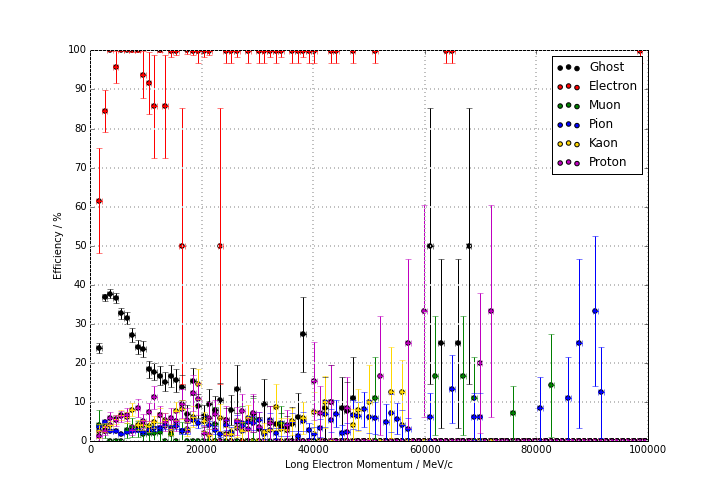 100
90
80
70
60
50
40
30
20
10
0
Efficiency / %
Ghost
Electron
Muon
Pion
Kaon
Proton
0 20000 40000 60000 80000 100000
Long Electron Momentum / MeV/c